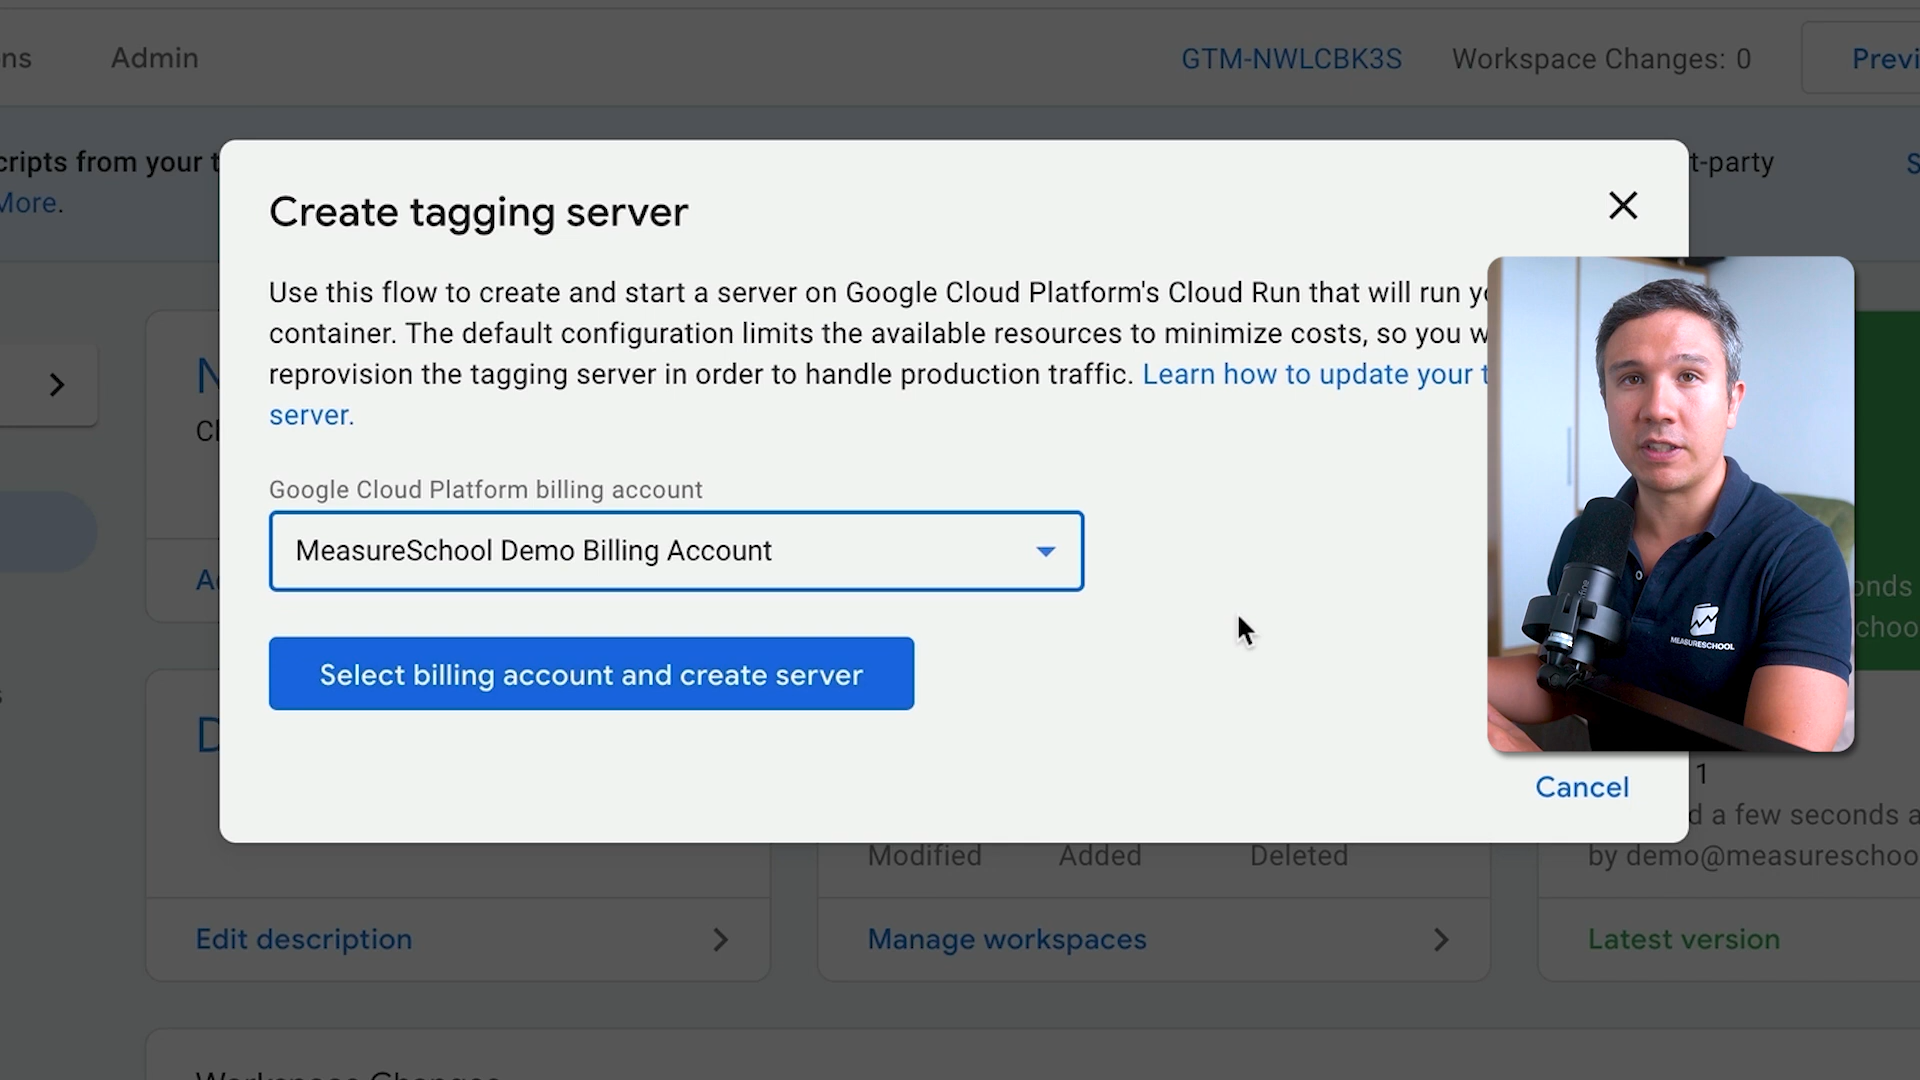 ns Admin GTM-NWLCBK3S Workspace Changes: 0 Previ
cripts from your t t-party S
More.
Create tagging server
Use this flow to create and start a server on Google Cloud Platform's Cloud Run that will run yo
container. The default configuration limits the available resources to minimize costs, so you w
reprovision the tagging server in order to handle production traffic. Learn how to update your t
server.
Google Cloud Platform billing account
MeasureSchool Demo Billing Account
Select billing account and create server
Cancel
N
Cl
Ac
D
onds
choo
MEASURESCHOOL
1
d a few seconds a
Modified Added Deleted by demo@measureschoo
Edit description Manage workspaces Latest version
Workspace Changes